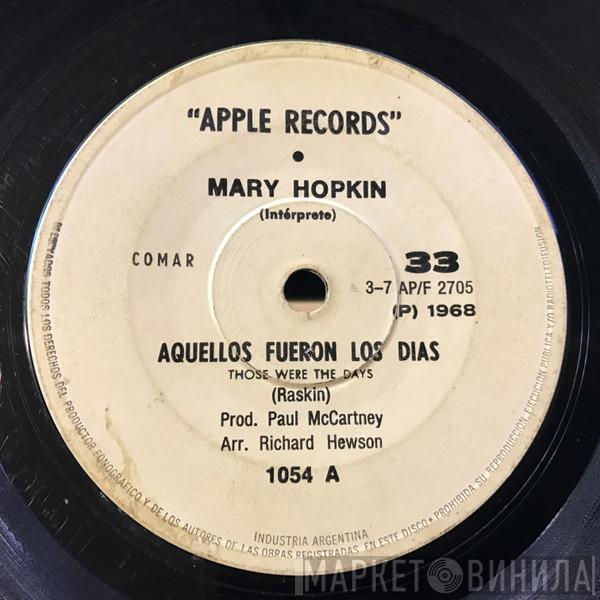 "APPLE RECORDS"
MARY HOPKIN
(Intérprete)
COMAR
33
3-7 AP/F 2705
(P) 1968
AQUELLOS FUERON LOS DIAS
THOSE WERE THE DAYS
(Raskin)
Prod. Paul McCartney
Arr. Richard Hewson
1054 A
INDUSTRIA ARGENTINA
RESERVADOS TODOS LOS DERECHOS DEL PRODUCTOR FONOGRAFICO Y DE LOS AUTORES DE LAS OBRAS REGISTRADAS EN ESTE DISCO • PROHIBIDA SU REPRODUCCION, EJECUCION PUBLICA Y/O RADIOTELEDIFUSION
МАРКЕТ ВИНИЛА